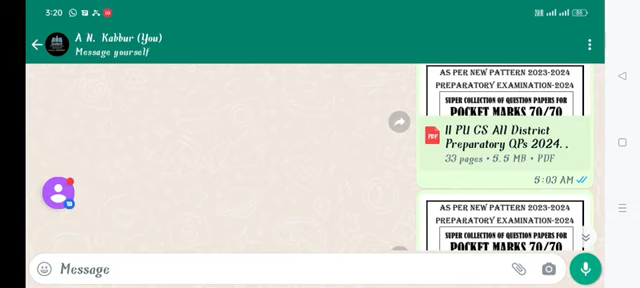 3:20
A N. Kabbur (You)
Message yourself
AS PER NEW PATTERN 2023-2024
PREPARATORY EXAMINATION-2024
SUPER COLLECTION OF QUESTION PAPERS FOR
POCKET MARKS 70/70
PDF
II PU CS All District
Preparatory QPs 2024. .
33 pages • 5.5 MB • PDF
5:03 AM
AS PER NEW PATTERN 2023-2024
PREPARATORY EXAMINATION-2024
SUPER COLLECTION OF QUESTION PAPERS FOR
POCKET MARKS 70/70
Message